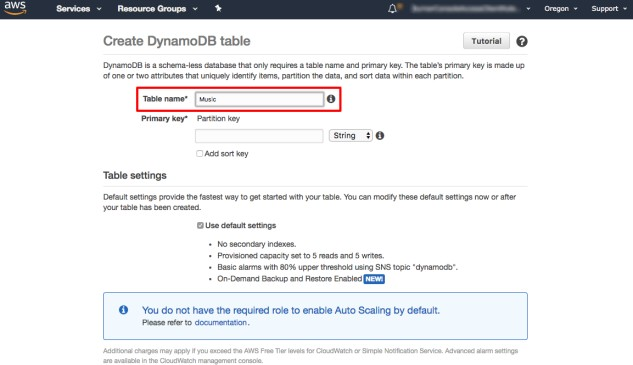 aws Services Resource Groups Oregon Support
Create DynamoDB table Tutorial
DynamoDB is a schema-less database that only requires a table name and primary key. The table's primary key is made up
of one or two attributes that uniquely identify items, partition the data, and sort data within each partition.
Table name* Music
Primary key* Partition key
String
Add sort key
Table settings
Default settings provide the fastest way to get started with your table. You can modify these default settings now or after
your table has been created.
Use default settings
• No secondary indexes.
• Provisioned capacity set to 5 reads and 5 writes.
• Basic alarms with 80% upper threshold using SNS topic "dynamodb".
• On-Demand Backup and Restore Enabled NEW!
You do not have the required role to enable Auto Scaling by default.
Please refer to documentation.
Additional charges may apply if you exceed the AWS Free Tier levels for CloudWatch or Simple Notification Service. Advanced alarm settings
are available in the CloudWatch management console.